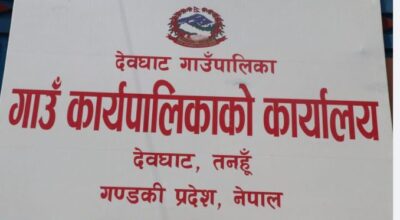 देवघाट गाउँपालिका
गाउँ कार्यपालिकाको कार्यालय
देवघाट, तनहूँ
गण्डकी प्रदेश, नेपाल